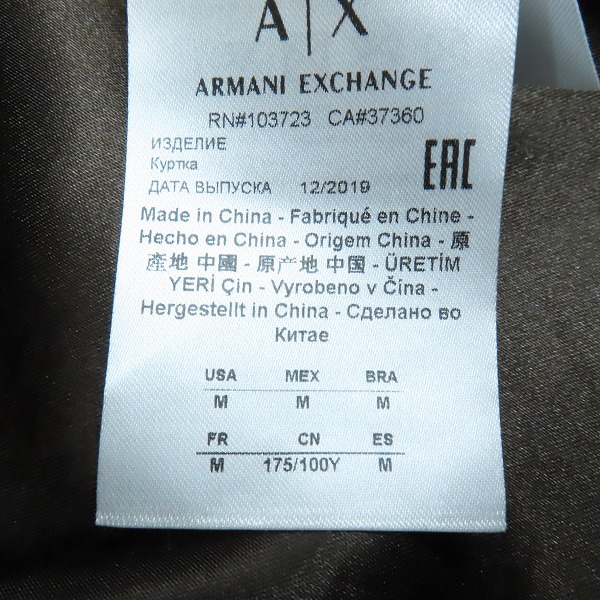 A|X
ARMANI EXCHANGE
RN#103723 CA#37360
ИЗДЕЛИЕ
Куртка
ДАТА ВЫПУСКА 12/2019
EAC
Made in China - Fabriqué en Chine -
Hecho en China - Origem China - 原
產地 中國 - 原产地 中国 - ÜRETİM
YERİ Çin - Vyrobeno v Čína -
Hergestellt in China - Сделано во
Китае
USA MEX BRA
M M M
FR CN ES
M 175/100Y M